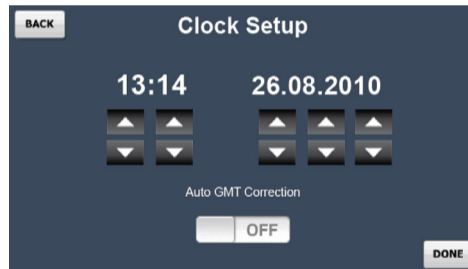 BACK
Clock Setup
13:14 26.08.2010
Auto GMT Correction
OFF
DONE